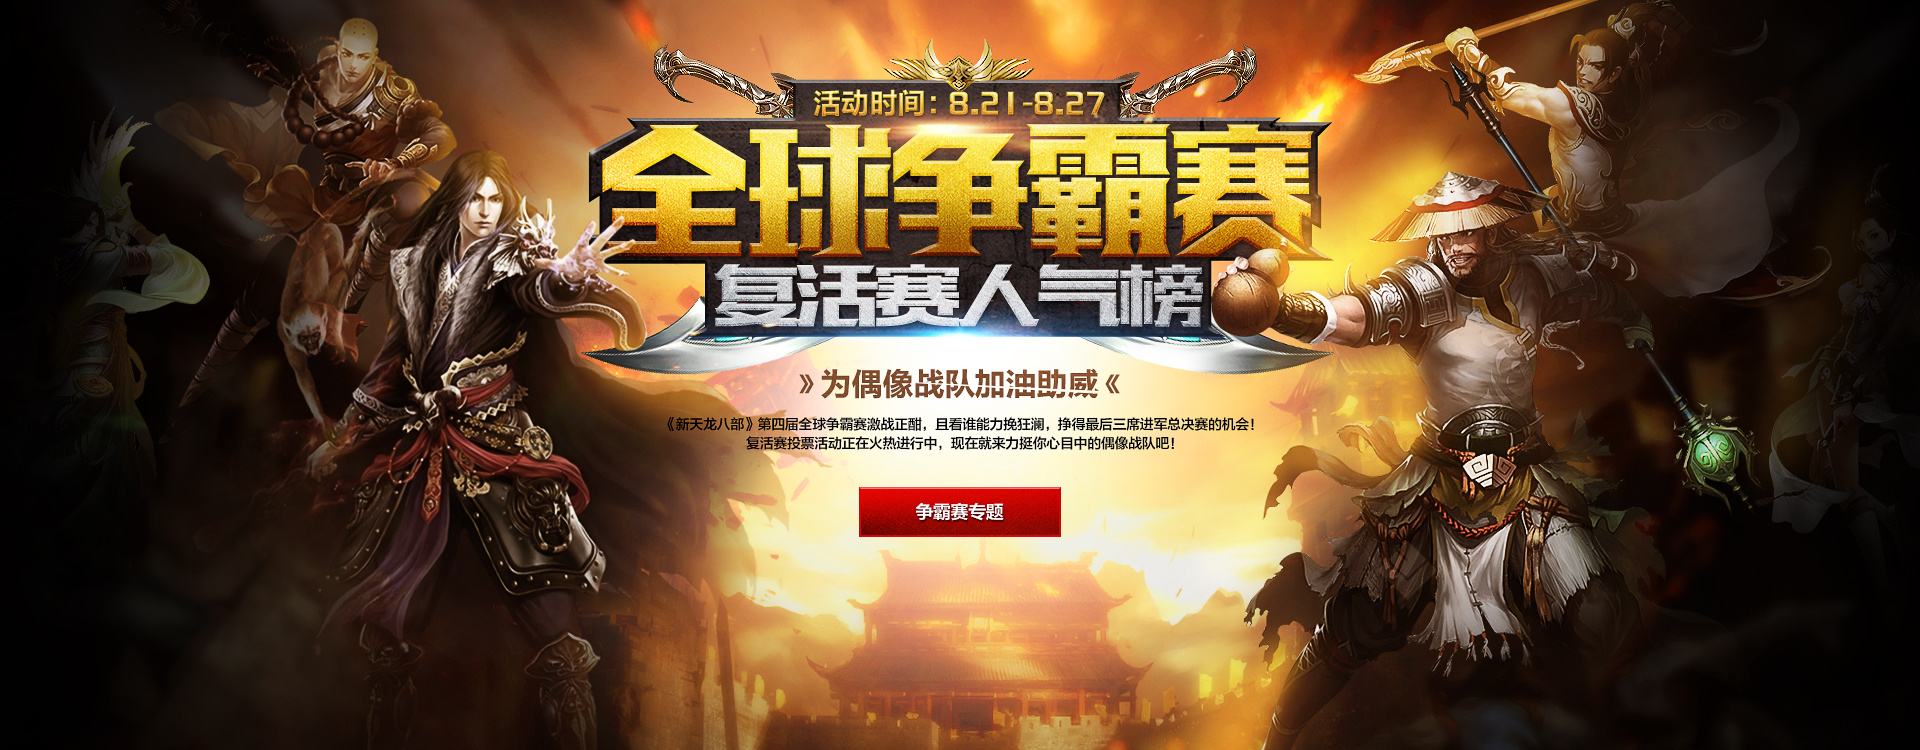 活动时间：8.21-8.27
全球争霸赛
复活赛人气榜
》为偶像战队加油助威《
《新天龙八部》第四届全球争霸赛激战正酣，且看谁能力挽狂澜，挣得最后三席进军总决赛的机会！
复活赛投票活动正在火热进行中，现在就来力挺你心目中的偶像战队吧！
争霸赛专题